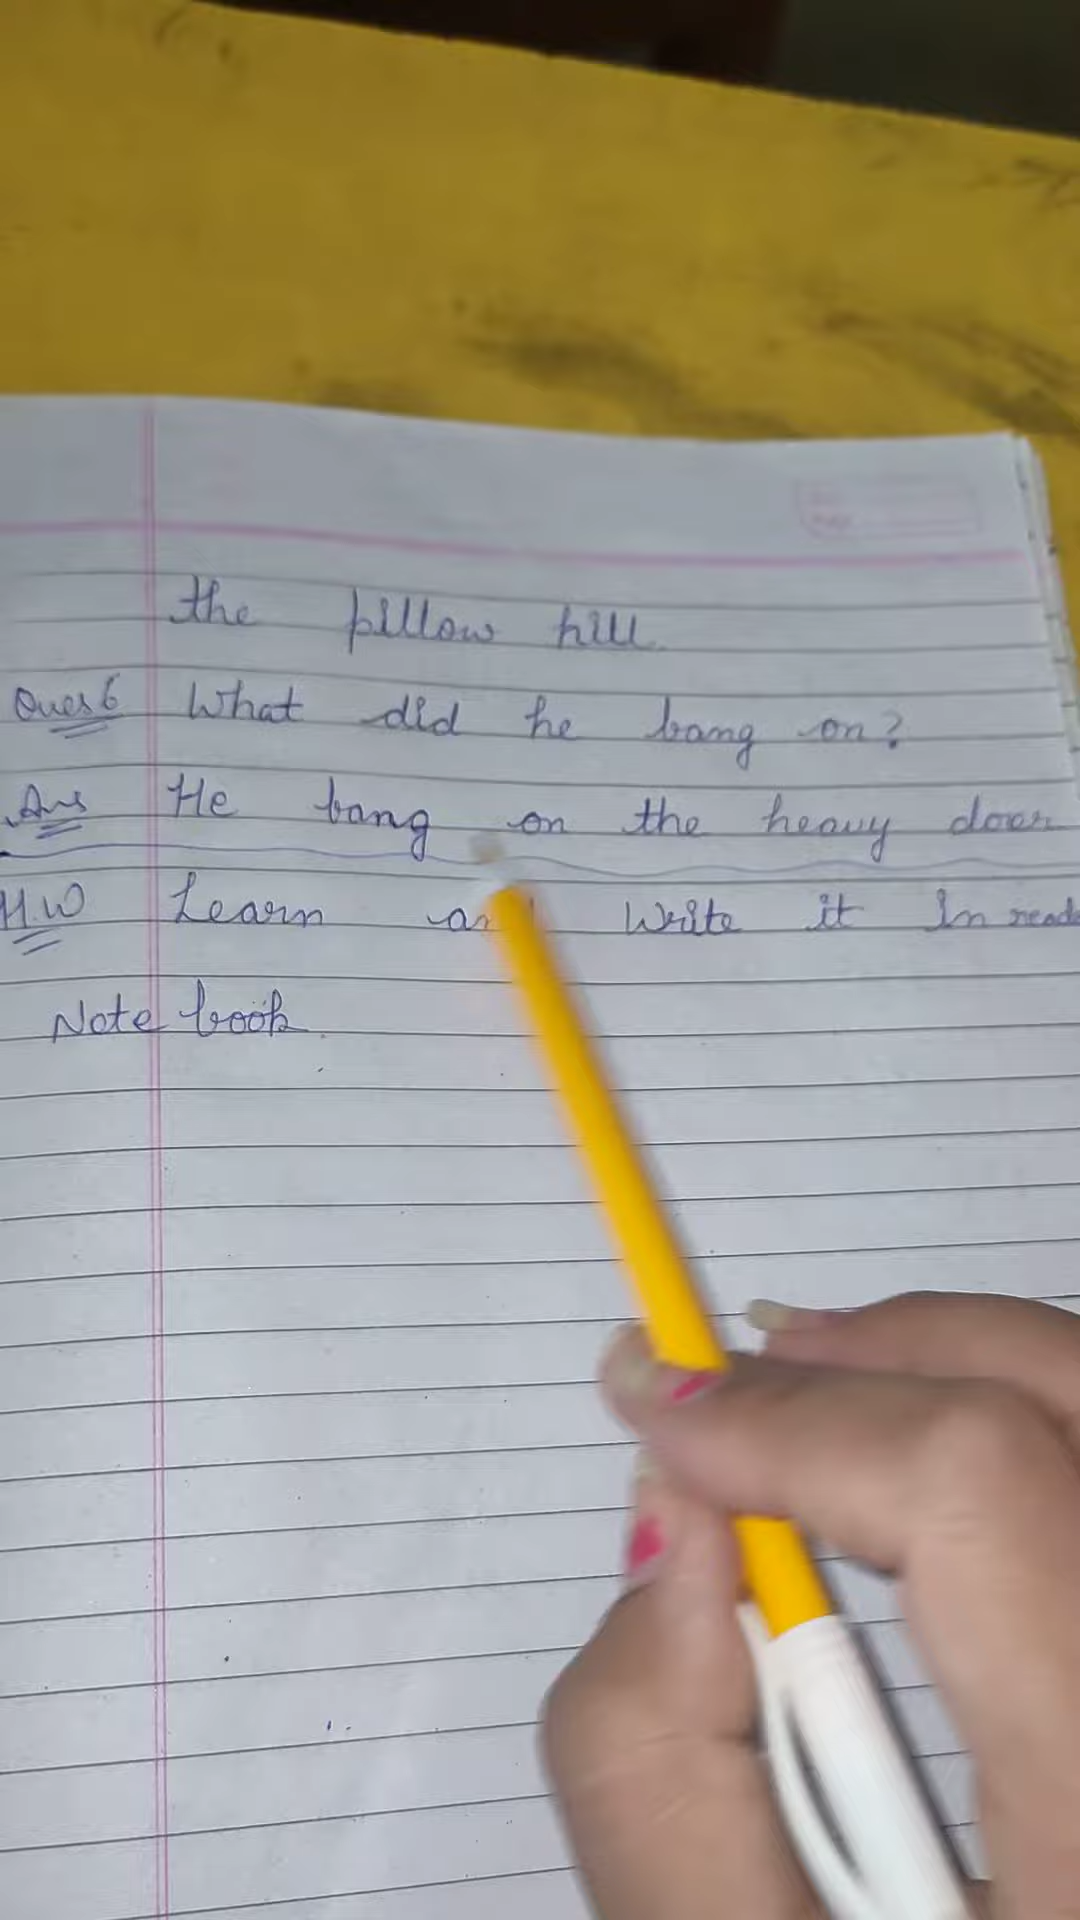 the pillow hill.
Ques 6 What did he bang on?
Ans He bang on the heavy door
H.W Learn and Write it in
Note book.